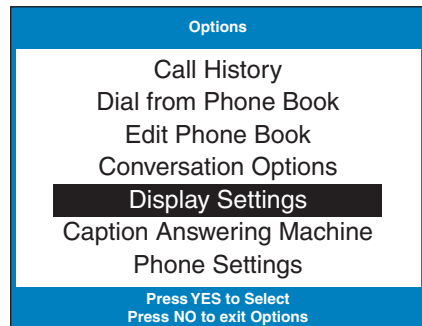 Options
Call History
Dial from Phone Book
Edit Phone Book
Conversation Options
Display Settings
Caption Answering Machine
Phone Settings
Press YES to Select
Press NO to exit Options